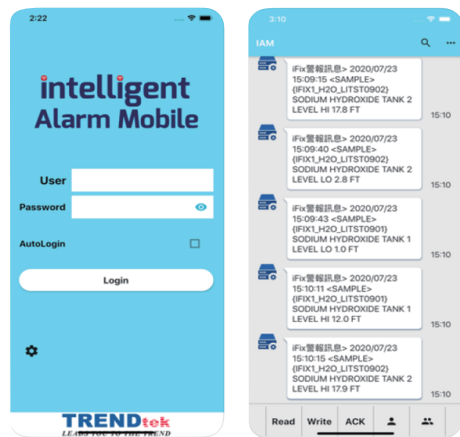 2:22
intelligent
Alarm Mobile
User
Password
AutoLogin
Login
TRENDtek
LEADS YOU TO THE TREND
3:10
IAM
iFix警報訊息> 2020/07/23
15:09:15 <SAMPLE>
{IFIX1_H2O_LITST0902}
SODIUM HYDROXIDE TANK 2
LEVEL HI 17.8 FT
15:10
iFix警報訊息> 2020/07/23
15:09:40 <SAMPLE>
{IFIX1_H2O_LITST0902}
SODIUM HYDROXIDE TANK 2
LEVEL LO 2.8 FT
15:10
iFix警報訊息> 2020/07/23
15:09:43 <SAMPLE>
{IFIX1_H2O_LITST0901}
SODIUM HYDROXIDE TANK 1
LEVEL LO 1.0 FT
15:10
iFix警報訊息> 2020/07/23
15:10:11 <SAMPLE>
{IFIX1_H2O_LITST0901}
SODIUM HYDROXIDE TANK 1
LEVEL HI 12.0 FT
15:10
iFix警報訊息> 2020/07/23
15:10:15 <SAMPLE>
{IFIX1_H2O_LITST0902}
SODIUM HYDROXIDE TANK 2
LEVEL HI 17.9 FT
15:10
Read Write ACK